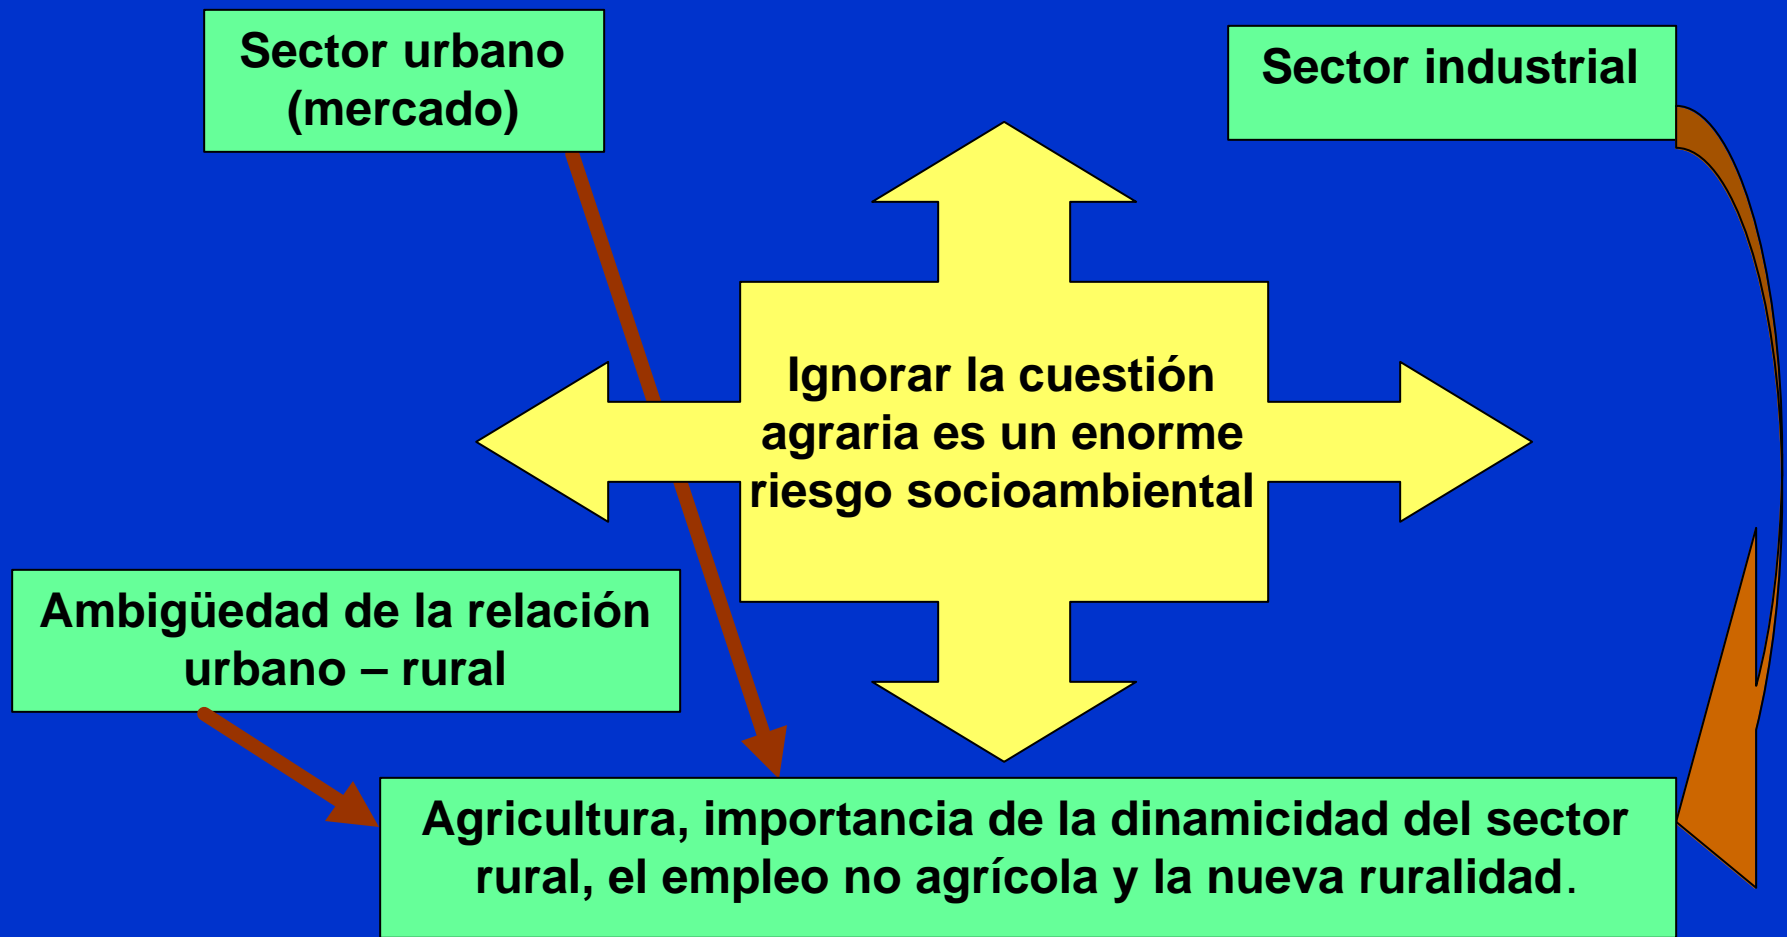 Sector urbano
(mercado)
Sector industrial
Ignorar la cuestión
agraria es un enorme
riesgo socioambiental
Ambigüedad de la relación
urbano – rural
Agricultura, importancia de la dinamicidad del sector
rural, el empleo no agrícola y la nueva ruralidad.